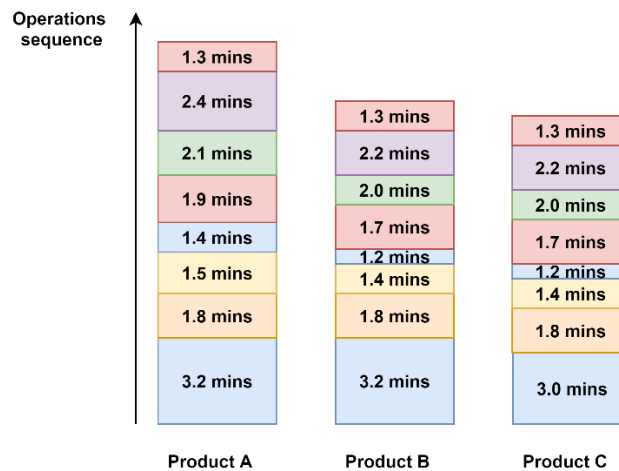 Operations
sequence
1.3 mins
2.4 mins
2.1 mins
1.9 mins
1.4 mins
1.5 mins
1.8 mins
3.2 mins
Product A
1.3 mins
2.2 mins
2.0 mins
1.7 mins
1.2 mins
1.4 mins
1.8 mins
3.2 mins
Product B
1.3 mins
2.2 mins
2.0 mins
1.7 mins
1.2 mins
1.4 mins
1.8 mins
3.0 mins
Product C